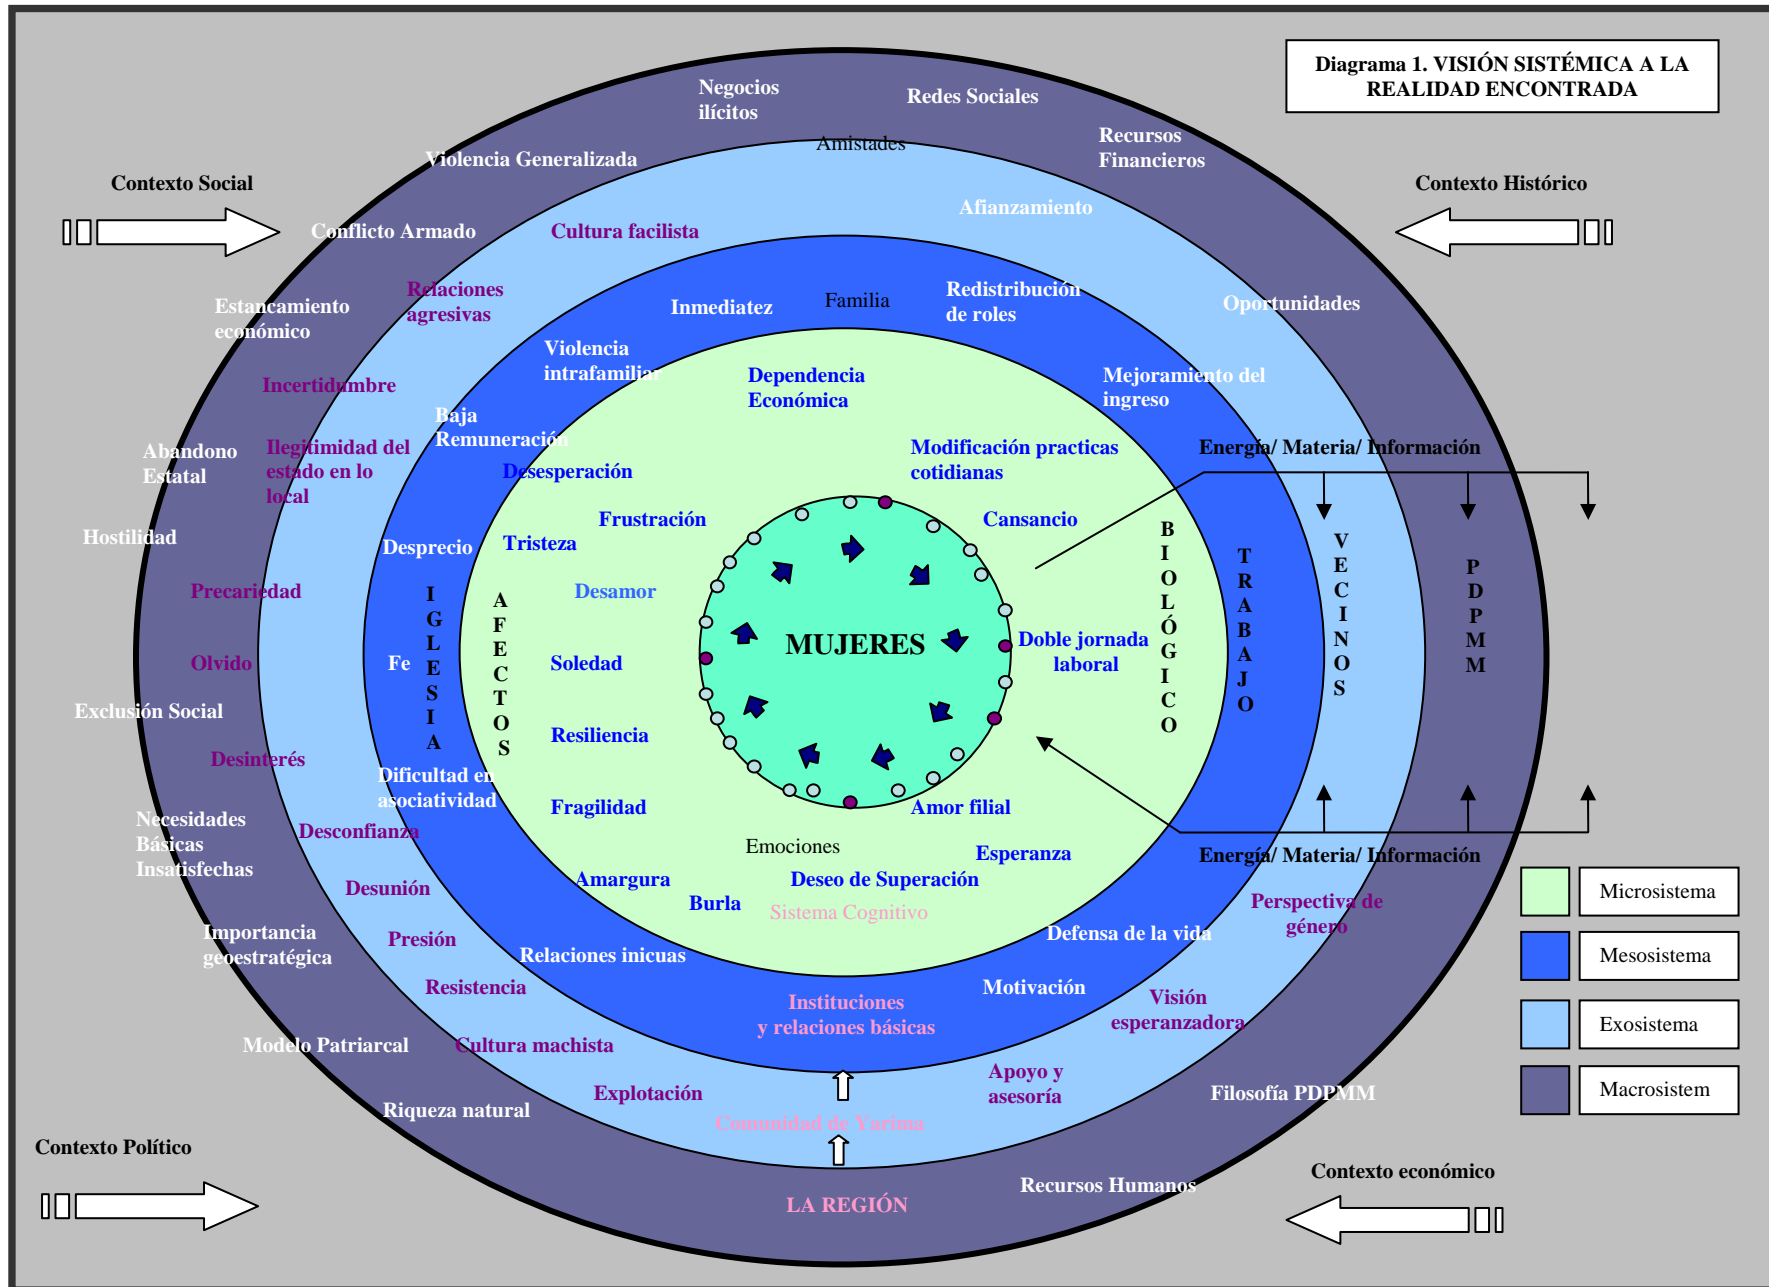 Diagrama 1. VISIÓN SISTÉMICA A LA
REALIDAD ENCONTRADA
Negocios
ilícitos
Redes Sociales
Recursos
Financieros
Amistades
Violencia Generalizada
Contexto Social
Contexto Histórico
Conflicto Armado
Cultura facilista
Afianzamiento
Relaciones
agresivas
Estancamiento
económico
Inmediatez
Familia
Redistribución
de roles
Oportunidades
Violencia
intrafamiliar
Incertidumbre
Dependencia
Económica
Mejoramiento del
ingreso
Baja
Remuneración
Abandono
Estatal
Ilegitimidad del
estado en lo
local
Desesperación
Modificación practicas
cotidianas
Energía/ Materia/ Información
Frustración
Cansancio
Hostilidad
Desprecio
Tristeza
Precariedad
Desamor
IGLESIA
AFECTOS
MUJERES
BIOLÓGICO
TRABAJO
VECINOS
PDPMM
Doble jornada
laboral
Olvido
Fe
Soledad
Exclusión Social
Resiliencia
Desinterés
Dificultad en
asociatividad
Fragilidad
Amor filial
Necesidades
Básicas
Insatisfechas
Desconfianza
Emociones
Esperanza
Energía/ Materia/ Información
Desunión
Amargura
Deseo de Superación
Burla
Sistema Cognitivo
Perspectiva de
género
Microsistema
Importancia
geoestratégica
Presión
Relaciones inicuas
Defensa de la vida
Mesosistema
Resistencia
Instituciones
y relaciones básicas
Motivación
Visión
esperanzadora
Exosistema
Modelo Patriarcal
Cultura machista
Explotación
Apoyo y
asesoría
Filosofía PDPMM
Macrosistem
Riqueza natural
Comunidad de Yarima
Contexto Político
Contexto económico
Recursos Humanos
LA REGIÓN